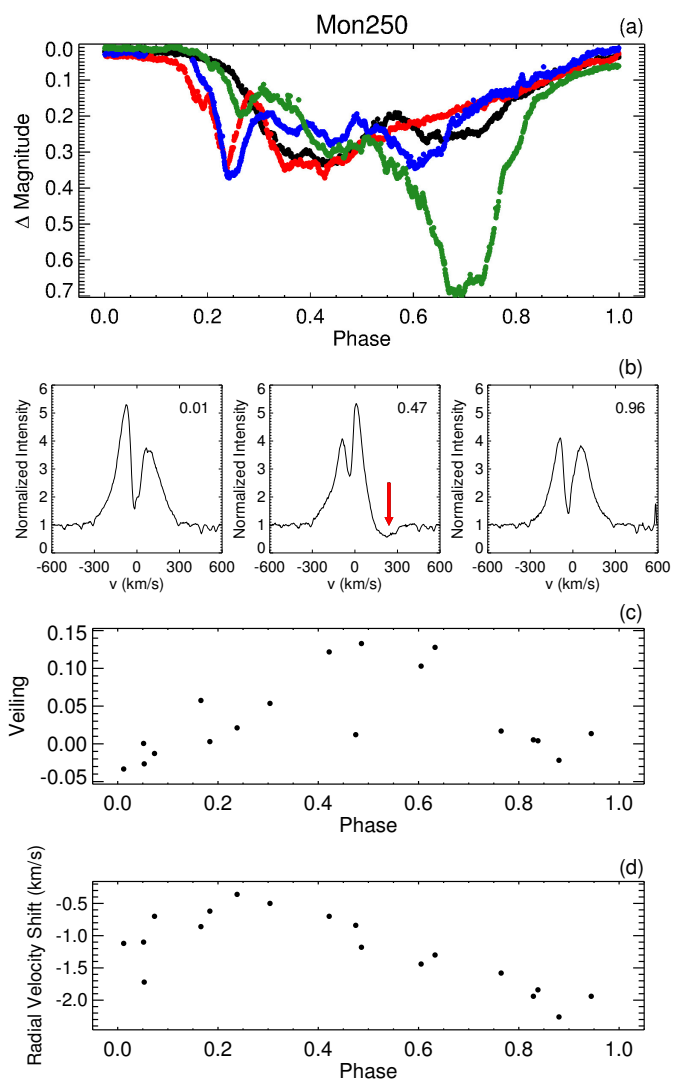 Mon250
(a)
0.0
0.1
0.2
0.3
0.4
0.5
0.6
0.7
Δ Magnitude
0.0 0.2 0.4 0.6 0.8 1.0
Phase
(b)
6
5
4
3
2
1
0
Normalized Intensity
0.01
-600 -300 0 300 600
v (km/s)
6
5
4
3
2
1
0
Normalized Intensity
0.47
-600 -300 0 300 600
v (km/s)
6
5
4
3
2
1
0
Normalized Intensity
0.96
-600 -300 0 300 600
v (km/s)
(c)
0.15
0.10
0.05
0.00
-0.05
Veiling
0.0 0.2 0.4 0.6 0.8 1.0
Phase
(d)
-0.5
-1.0
-1.5
-2.0
Radial Velocity Shift (km/s)
0.0 0.2 0.4 0.6 0.8 1.0
Phase